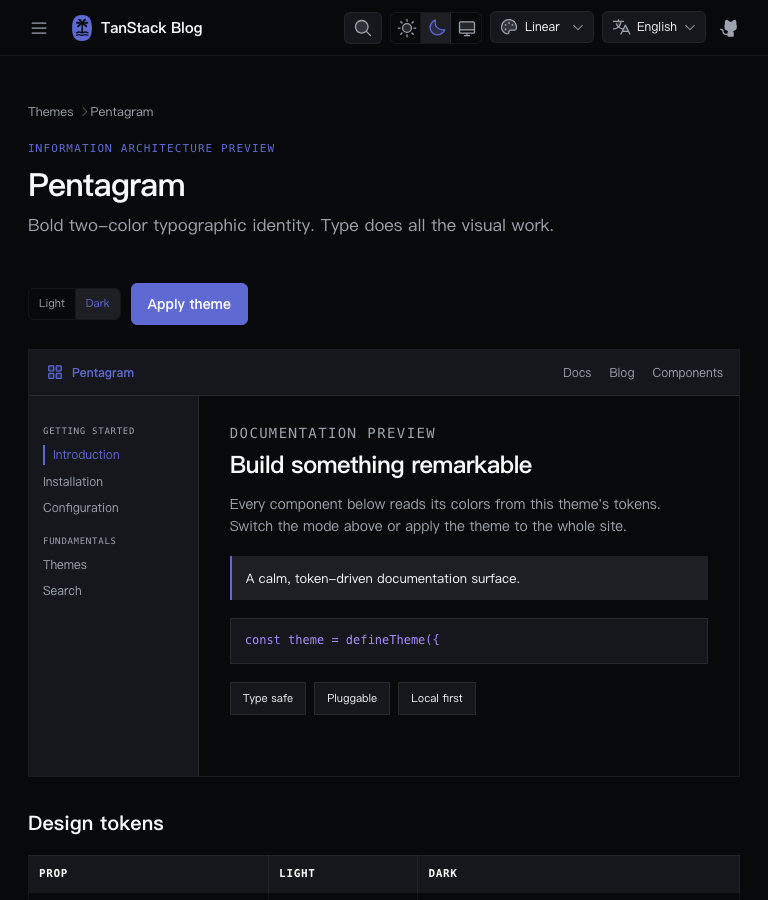 TanStack Blog
Linear
English
Themes
Pentagram
INFORMATION ARCHITECTURE PREVIEW
Pentagram
Bold two-color typographic identity. Type does all the visual work.
Light
Dark
Apply theme
Pentagram
Docs
Blog
Components
GETTING STARTED
Introduction
Installation
Configuration
FUNDAMENTALS
Themes
Search
DOCUMENTATION PREVIEW
Build something remarkable
Every component below reads its colors from this theme's tokens.
Switch the mode above or apply the theme to the whole site.
A calm, token-driven documentation surface.
const theme = defineTheme({
Type safe
Pluggable
Local first
Design tokens
PROP
LIGHT
DARK